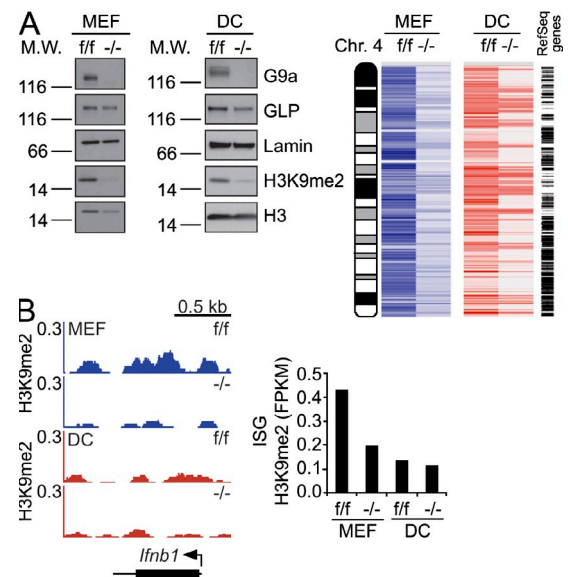 A
MEF
DC
M.W. f/f -/- M.W. f/f -/-
116 116 G9a
116 116 GLP
66 66 Lamin
14 14 H3K9me2
14 14 H3
MEF DC
Chr. 4 f/f -/- f/f -/-
RefSeq
genes
B
0.5 kb
0.3 MEF f/f
H3K9me2
0.3 -/-
0.3 DC f/f
H3K9me2
0.3 -/-
Ifnb1
ISG
H3K9me2 (FPKM)
0.5
0.4
0.3
0.2
0.1
0.0
f/f -/- f/f -/-
MEF DC